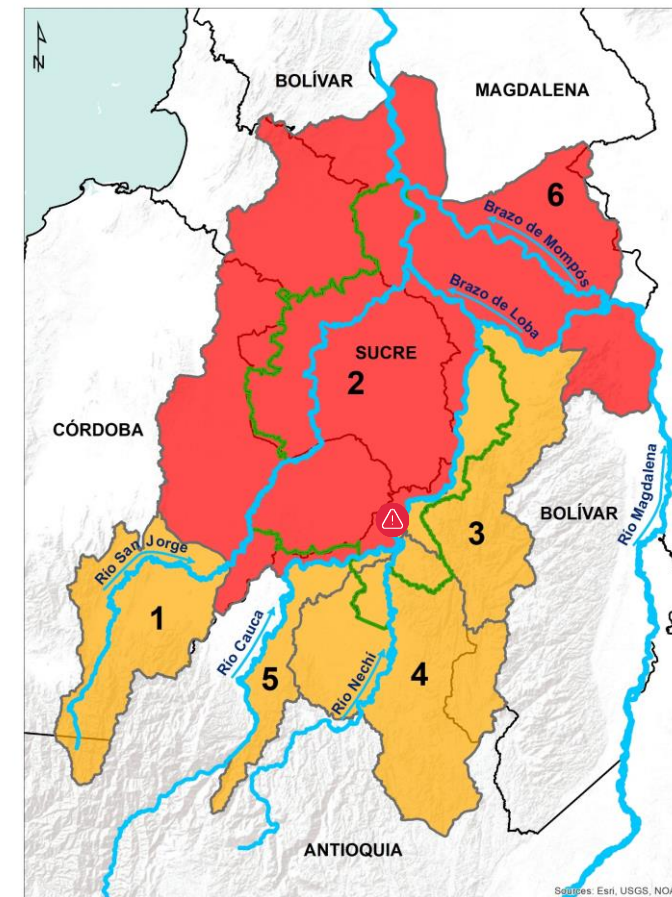 N
BOLÍVAR
MAGDALENA
6
Brazo de Mompós
Brazo de Loba
SUCRE
2
CÓRDOBA
3
BOLÍVAR
Río Magdalena
Río San Jorge
1
Río Cauca
5
Río Nechí
4
ANTIOQUIA
Sources: Esri, USGS, NOA